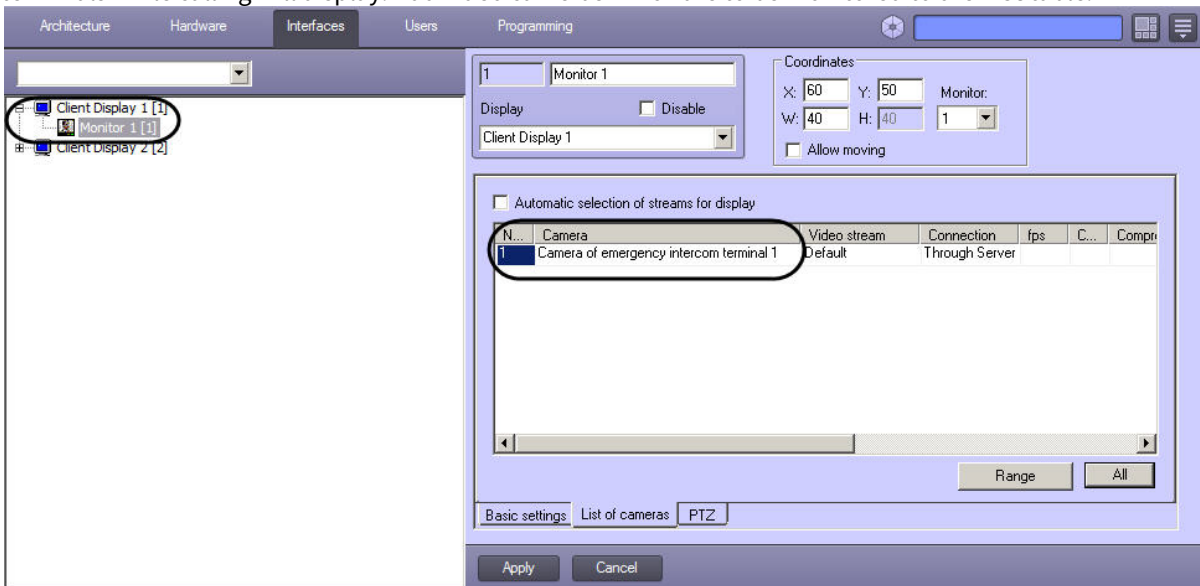 Architecture Hardware Interfaces Users Programming
Client Display 1 [1]
Monitor 1 [1]
Client Display 2 [2]
1 Monitor 1
Display Disable
Client Display 1
Coordinates
X: 60 Y: 50 Monitor:
W: 40 H: 40 1
Allow moving
Automatic selection of streams for display
N... Camera Video stream Connection fps C... Compre
1 Camera of emergency intercom terminal 1 Default Through Server
Range All
Basic settings List of cameras PTZ
Apply Cancel